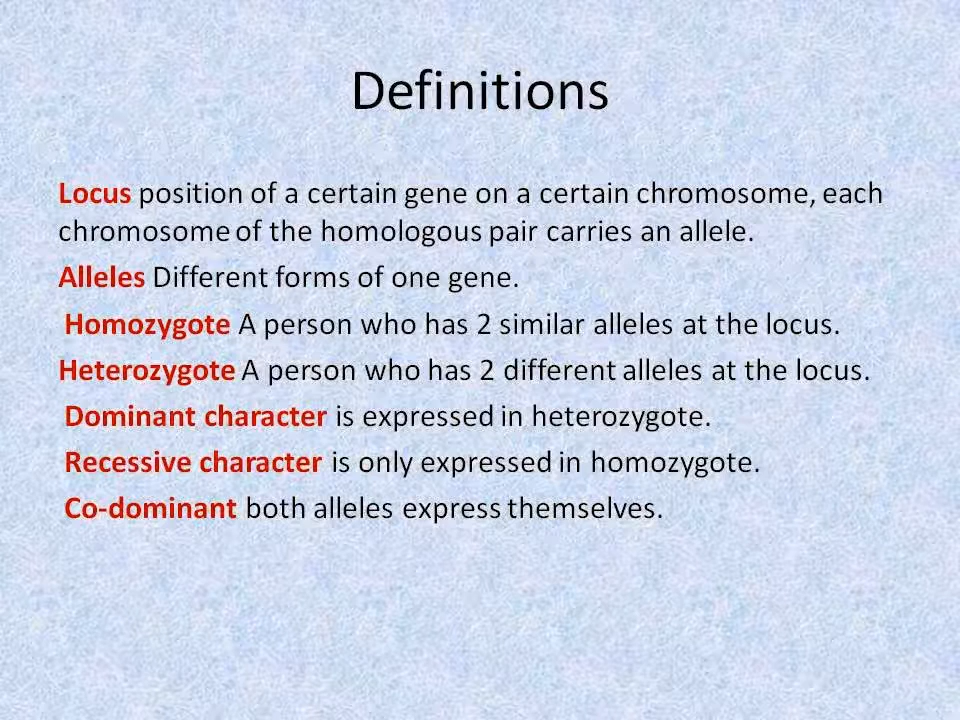 Definitions
Locus position of a certain gene on a certain chromosome, each
chromosome of the homologous pair carries an allele.
Alleles Different forms of one gene.
Homozygote A person who has 2 similar alleles at the locus.
Heterozygote A person who has 2 different alleles at the locus.
Dominant character is expressed in heterozygote.
Recessive character is only expressed in homozygote.
Co-dominant both alleles express themselves.